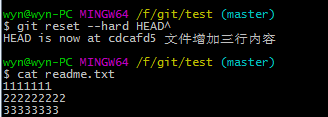 wyn@wyn-PC MINGW64 /f/git/test (master)
$ git reset --hard HEAD^
HEAD is now at cdcafd5 文件增加三行内容

wyn@wyn-PC MINGW64 /f/git/test (master)
$ cat readme.txt
1111111
222222222
33333333